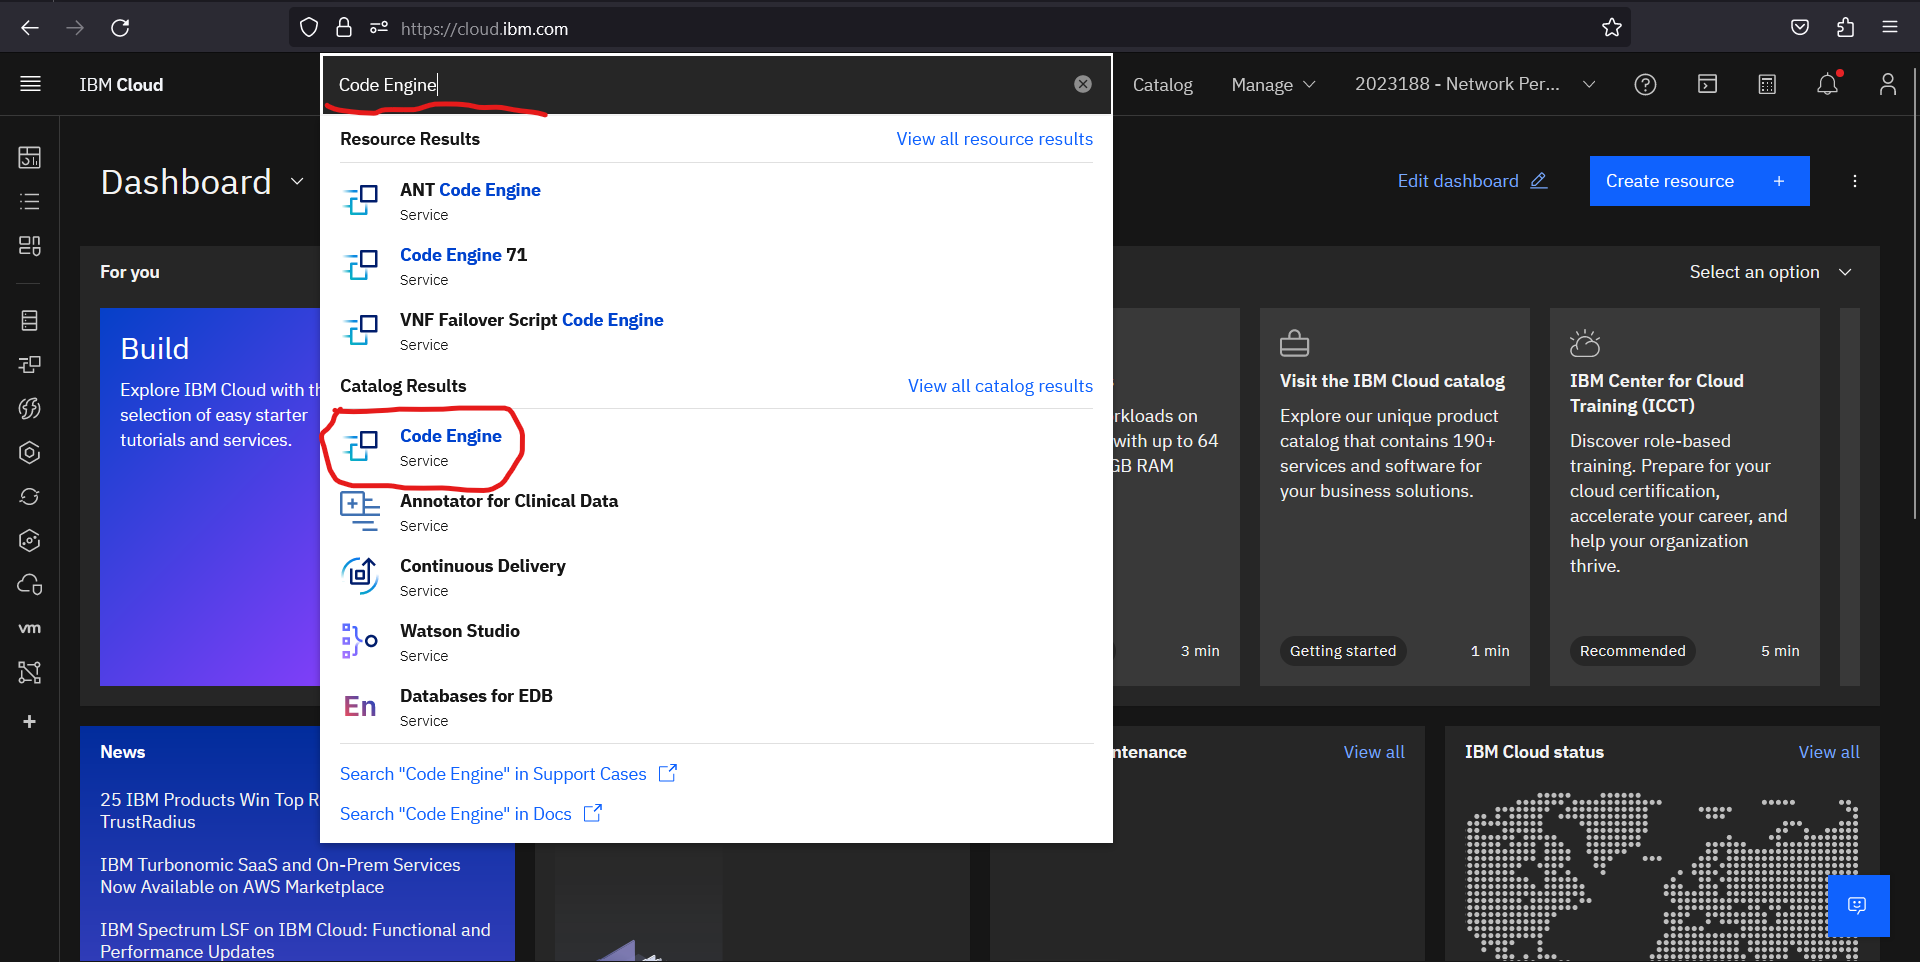 https://cloud.ibm.com
IBM Cloud
Code Engine
Catalog
Manage
2023188 - Network Per...
Resource Results
View all resource results
ANT Code Engine
Service
Code Engine 71
Service
VNF Failover Script Code Engine
Service
Catalog Results
View all catalog results
Code Engine
Service
Annotator for Clinical Data
Service
Continuous Delivery
Service
Watson Studio
Service
En
Databases for EDB
Service
Search "Code Engine" in Support Cases
Search "Code Engine" in Docs
Dashboard
Edit dashboard
Create resource +
For you
Select an option
Build
Explore IBM Cloud with th
selection of easy starter
tutorials and services.
rkloads on
with up to 64
GB RAM
3 min
Visit the IBM Cloud catalog
Explore our unique product
catalog that contains 190+
services and software for
your business solutions.
Getting started
1 min
IBM Center for Cloud
Training (ICCT)
Discover role-based
training. Prepare for your
cloud certification,
accelerate your career, and
help your organization
thrive.
Recommended
5 min
vm
News
25 IBM Products Win Top R
TrustRadius
IBM Turbonomic SaaS and On-Prem Services
Now Available on AWS Marketplace
IBM Spectrum LSF on IBM Cloud: Functional and
Performance Updates
ntenance
View all
IBM Cloud status
View all